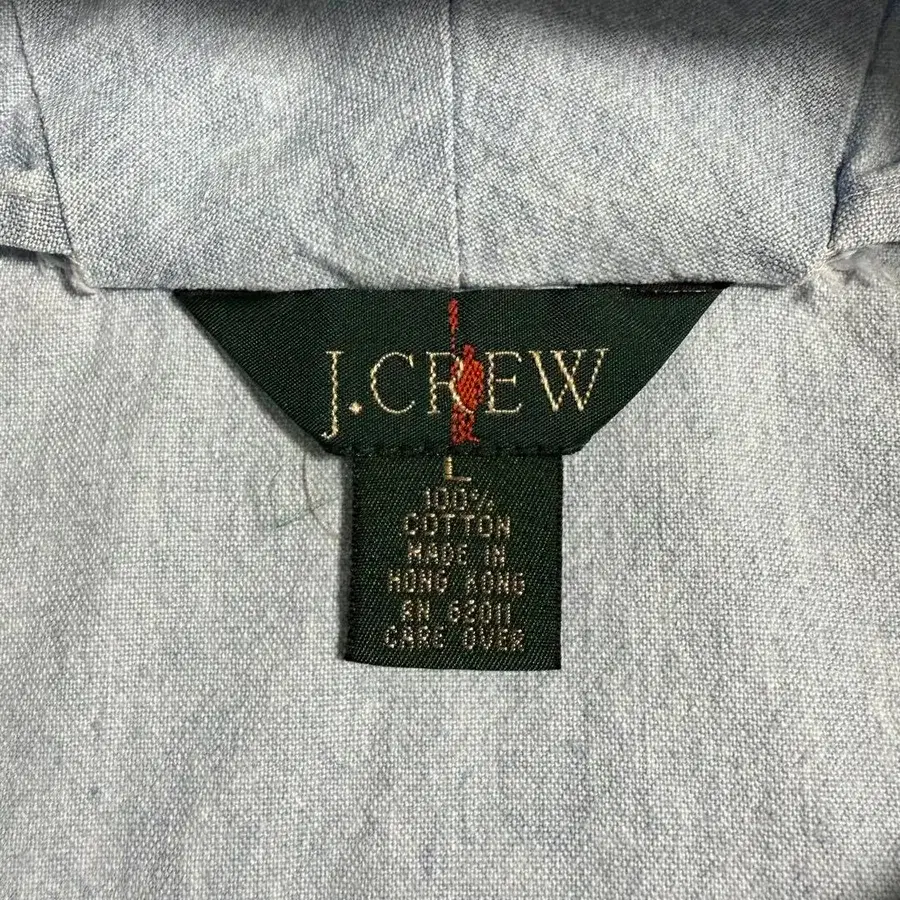 J.CREW
L
100%
COTTON
MADE IN
HONG KONG
RN 62011
CARE OVER